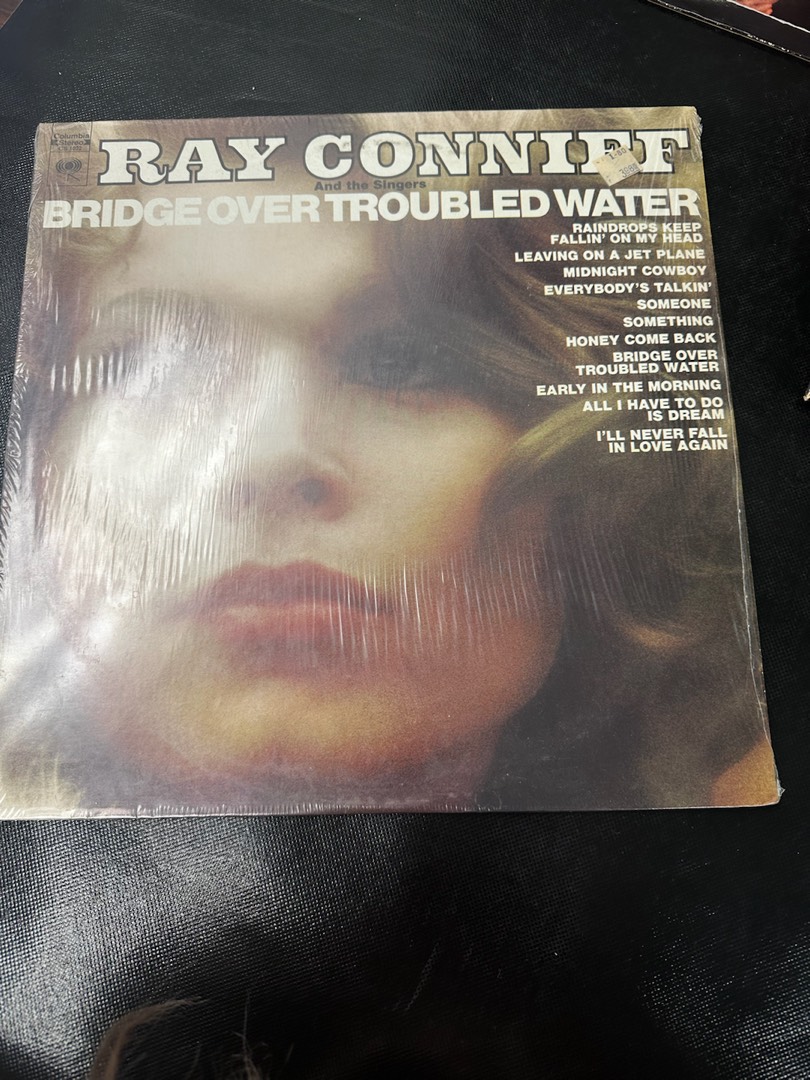 Columbia
Stereo
RAY CONNIFF
And the Singers
BRIDGE OVER TROUBLED WATER
RAINDROPS KEEP
FALLIN' ON MY HEAD
LEAVING ON A JET PLANE
MIDNIGHT COWBOY
EVERYBODY'S TALKIN'
SOMEONE
SOMETHING
HONEY COME BACK
BRIDGE OVER
TROUBLED WATER
EARLY IN THE MORNING
ALL I HAVE TO DO
IS DREAM
I'LL NEVER FALL
IN LOVE AGAIN